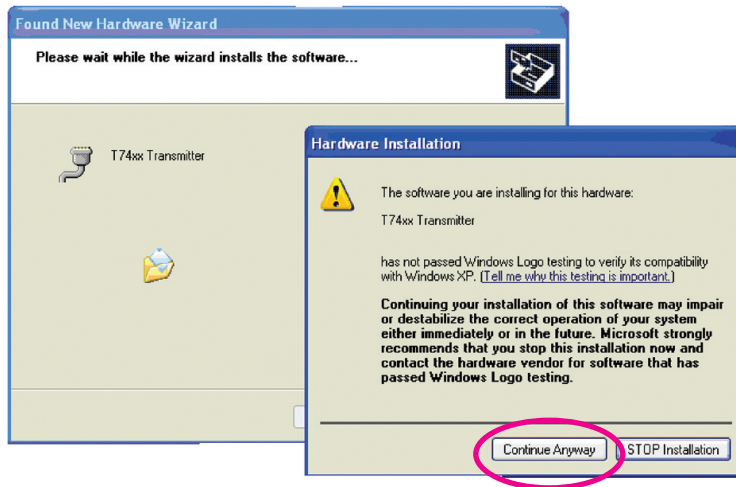 Found New Hardware Wizard
Please wait while the wizard installs the software...
T74xx Transmitter
Hardware Installation
The software you are installing for this hardware:
T74xx Transmitter
has not passed Windows Logo testing to verify its compatibility
with Windows XP. (Tell me why this testing is important.)
Continuing your installation of this software may impair
or destabilize the correct operation of your system
either immediately or in the future. Microsoft strongly
recommends that you stop this installation now and
contact the hardware vendor for software that has
passed Windows Logo testing.
Continue Anyway
STOP Installation